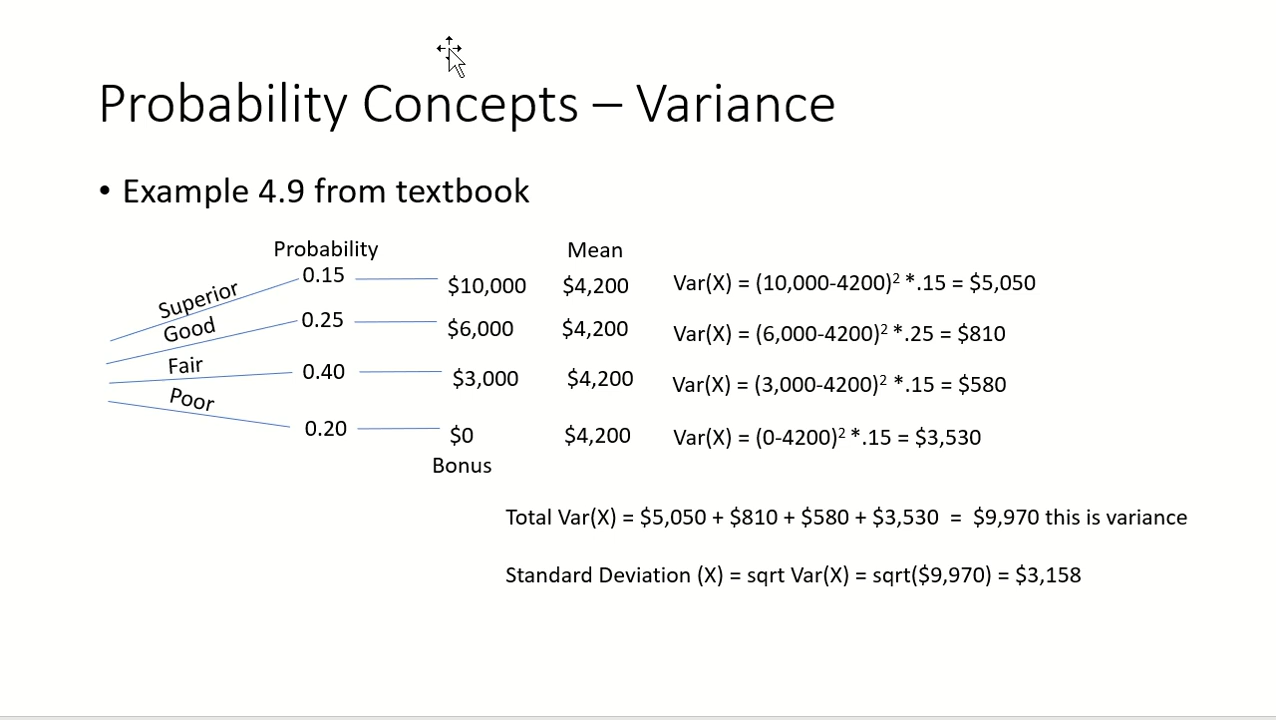 Probability Concepts – Variance
• Example 4.9 from textbook
Probability Mean
Superior 0.15 $10,000 $4,200 Var(X) = (10,000-4200)² *.15 = $5,050
Good 0.25 $6,000 $4,200 Var(X) = (6,000-4200)² *.25 = $810
Fair 0.40 $3,000 $4,200 Var(X) = (3,000-4200)² *.15 = $580
Poor 0.20 $0 $4,200 Var(X) = (0-4200)² *.15 = $3,530
Bonus
Total Var(X) = $5,050 + $810 + $580 + $3,530 = $9,970 this is variance
Standard Deviation (X) = sqrt Var(X) = sqrt($9,970) = $3,158